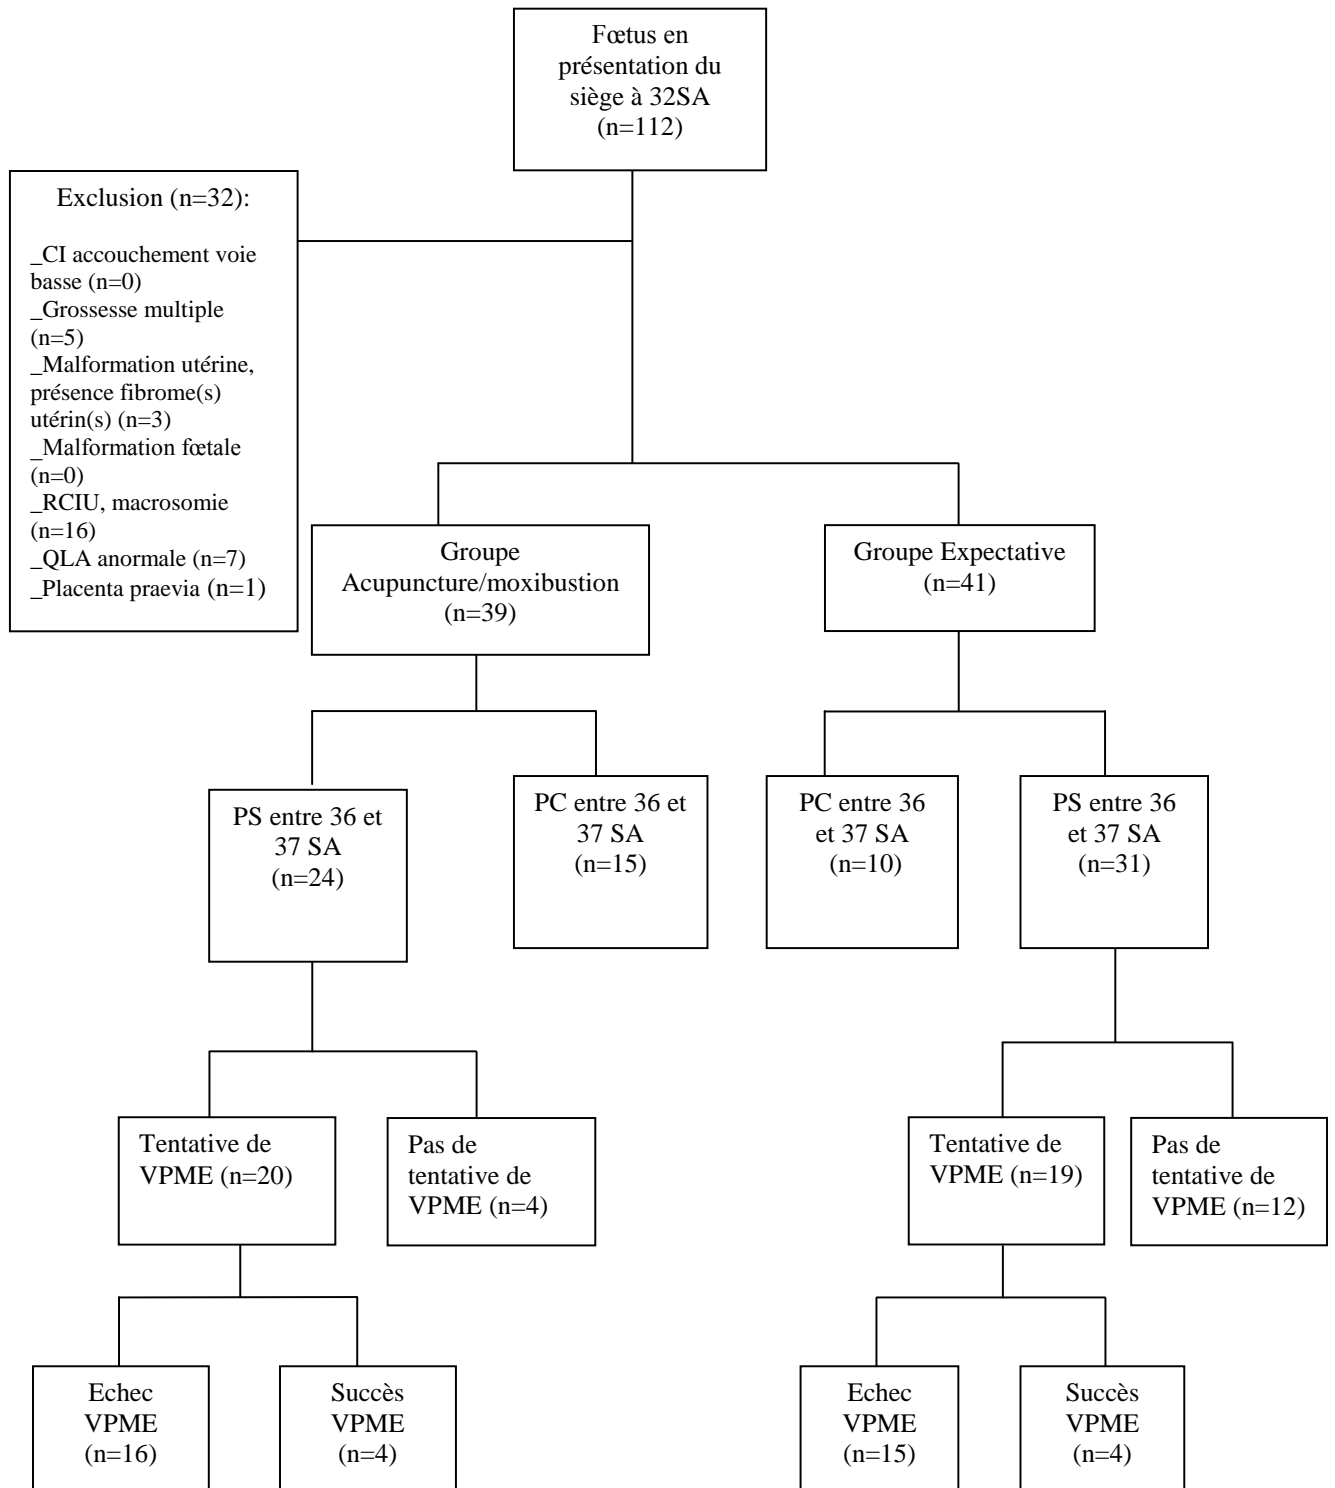 Fœtus en
présentation du
siège à 32SA
(n=112)
Exclusion (n=32):
_CI accouchement voie
basse (n=0)
_Grossesse multiple
(n=5)
_Malformation utérine,
présence fibrome(s)
utérin(s) (n=3)
_Malformation fœtale
(n=0)
_RCIU, macrosomie
(n=16)
_QLA anormale (n=7)
_Placenta praevia (n=1)
Groupe
Acupuncture/moxibustion
(n=39)
Groupe Expectative
(n=41)
PS entre 36 et
37 SA
(n=24)
PC entre 36 et
37 SA
(n=15)
PC entre 36
et 37 SA
(n=10)
PS entre 36
et 37 SA
(n=31)
Tentative de
VPME (n=20)
Pas de
tentative de
VPME (n=4)
Tentative de
VPME (n=19)
Pas de
tentative de
VPME (n=12)
Echec
VPME
(n=16)
Succès
VPME
(n=4)
Echec
VPME
(n=15)
Succès
VPME
(n=4)